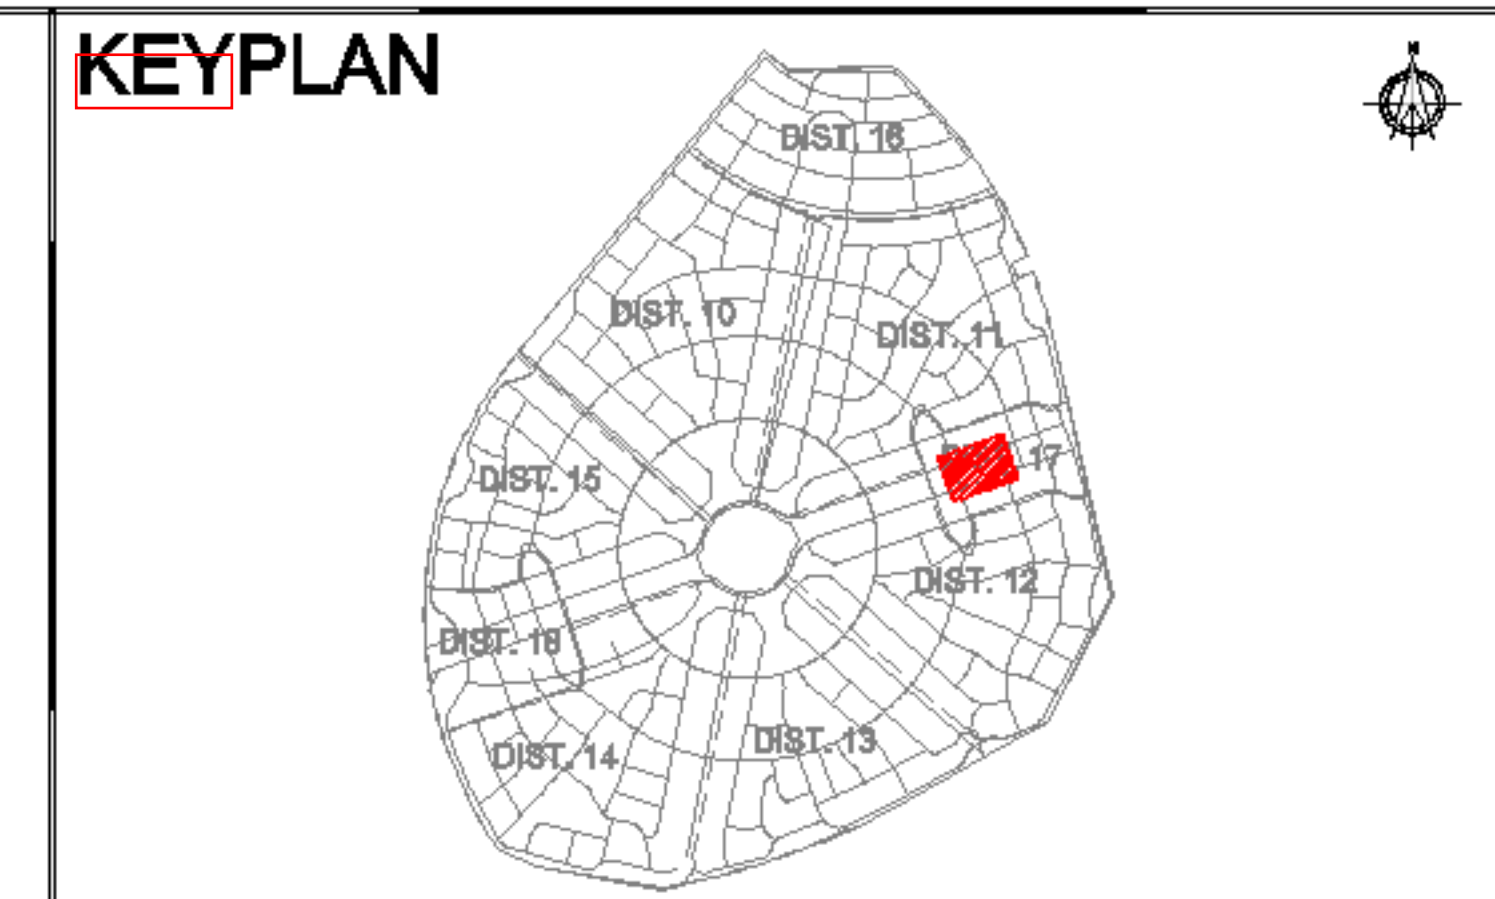 KEYPLAN
N
DIST. 16
DIST. 10
DIST. 11
17
DIST. 15
DIST. 12
DIST. 18
DIST. 13
DIST. 14